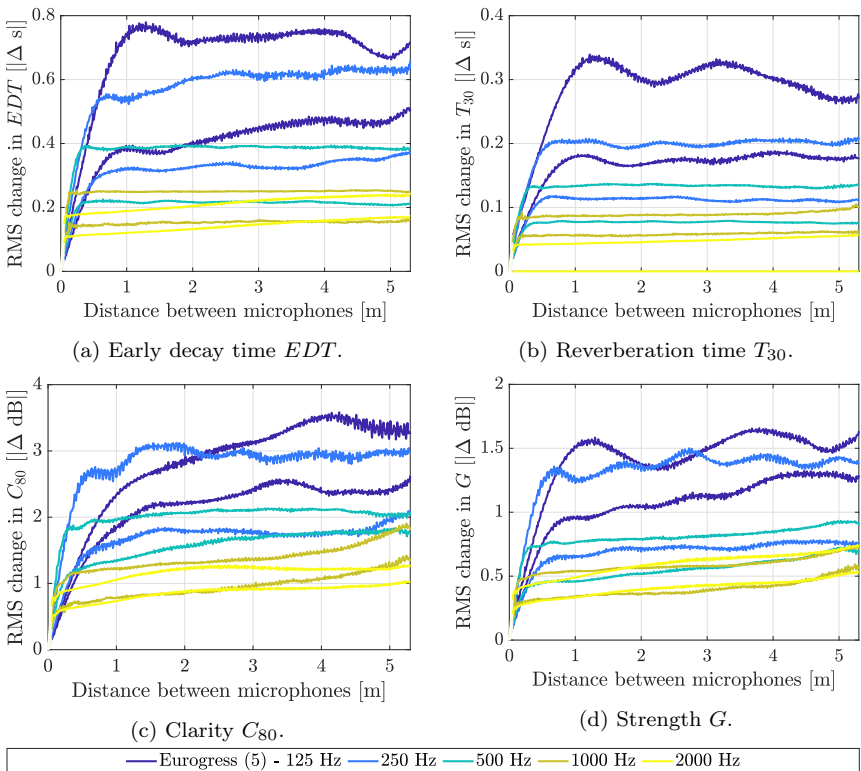 RMS change in EDT [|Δ s|]
0.8
0.6
0.4
0.2
0
0 1 2 3 4 5
Distance between microphones [m]
(a) Early decay time EDT.
RMS change in T30 [|Δ s|]
0.4
0.3
0.2
0.1
0
0 1 2 3 4 5
Distance between microphones [m]
(b) Reverberation time T30.
RMS change in C80 [|Δ dB|]
4
3
2
1
0
0 1 2 3 4 5
Distance between microphones [m]
(c) Clarity C80.
RMS change in G [|Δ dB|]
2
1.5
1
0.5
0
0 1 2 3 4 5
Distance between microphones [m]
(d) Strength G.
Eurogress (5) - 125 Hz 250 Hz 500 Hz 1000 Hz 2000 Hz